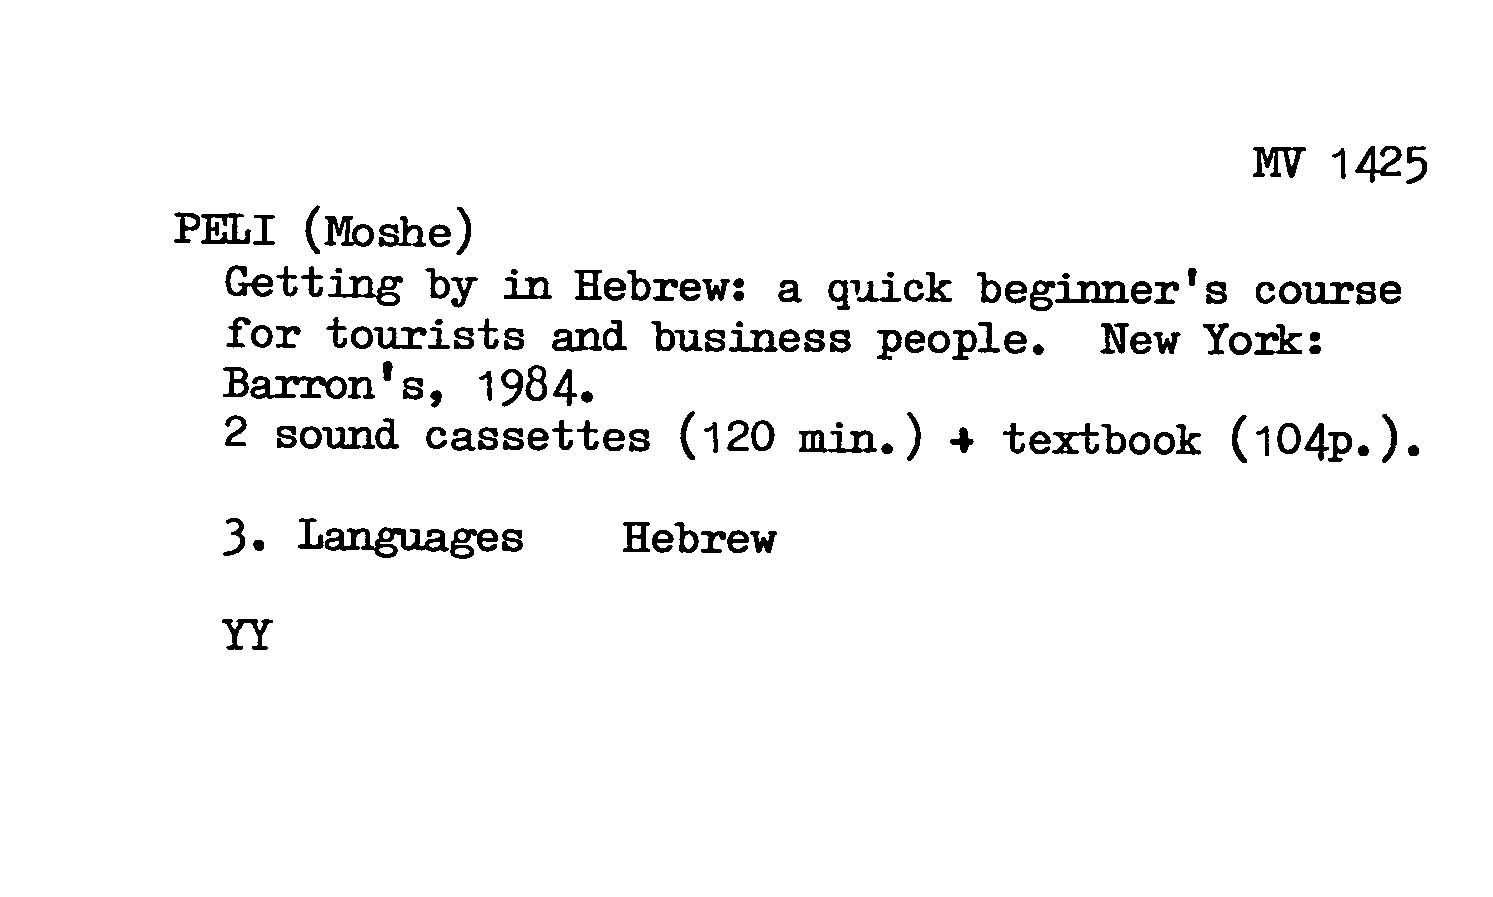 MV 1425
PELI (Moshe)
Getting by in Hebrew: a quick beginner's course
for tourists and business people. New York:
Barron's, 1984.
2 sound cassettes (120 min.) + textbook (104p.).
3. Languages Hebrew
YY